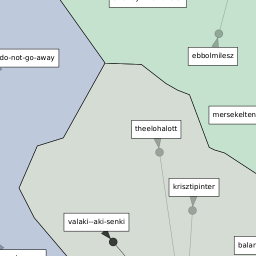 do-not-go-away
ebbolmilesz
mersekelten
theelohalott
krisztipinter
valaki--aki-senki
balan